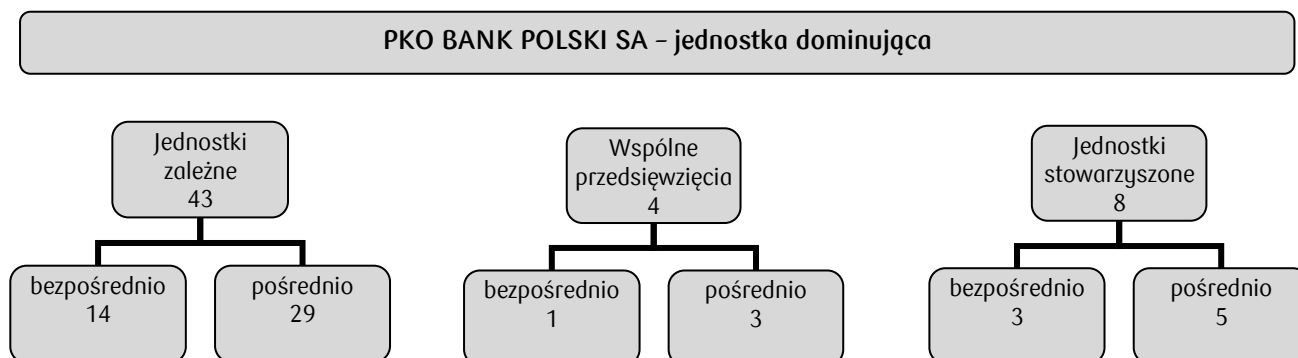 PKO BANK POLSKI SA – jednostka dominująca
Jednostki
zależne
43
Wspólne
przedsięwzięcia
4
Jednostki
stowarzyszone
8
bezpośrednio
14
pośrednio
29
bezpośrednio
1
pośrednio
3
bezpośrednio
3
pośrednio
5